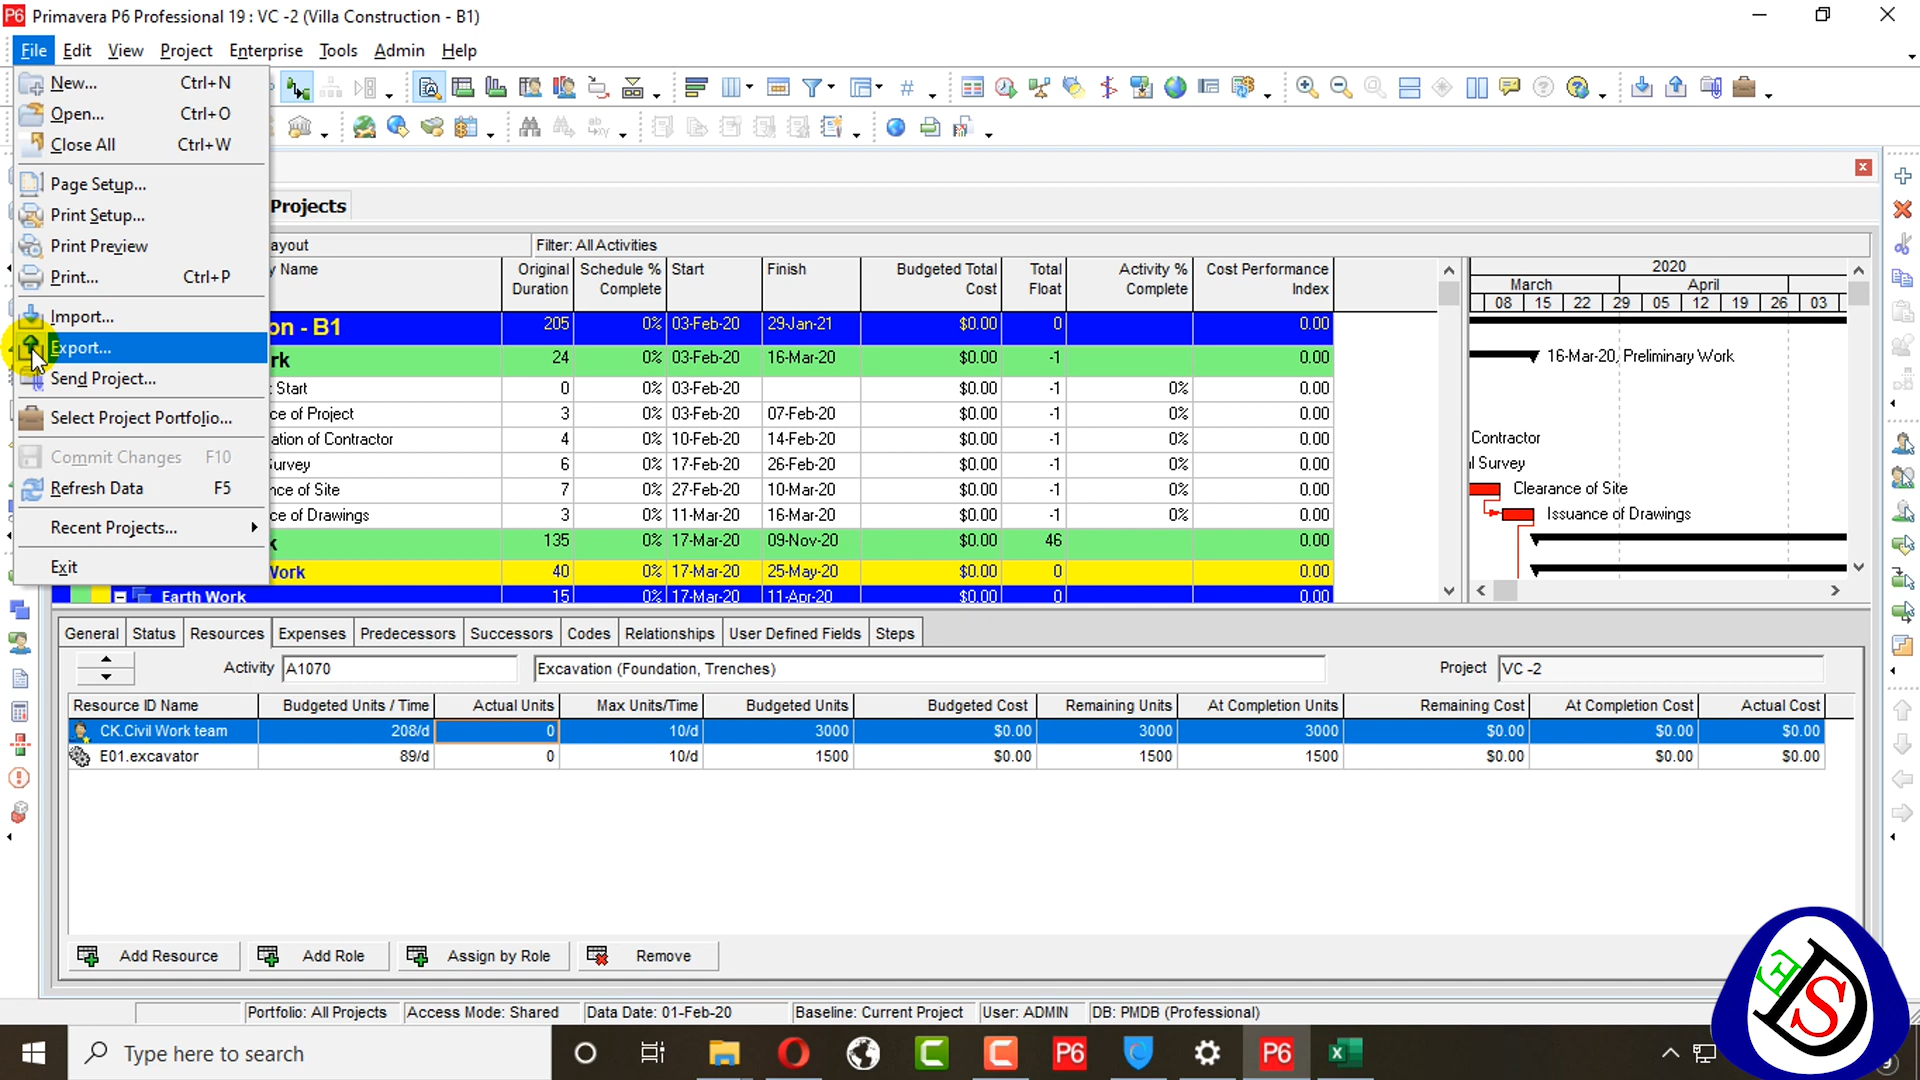 P6 Primavera P6 Professional 19 : VC -2 (Villa Construction - B1)
File Edit View Project Enterprise Tools Admin Help
New... Ctrl+N
Open... Ctrl+O
Close All Ctrl+W
Page Setup...
Print Setup...
Print Preview
Print... Ctrl+P
Import...
Export...
Send Project...
Select Project Portfolio...
Commit Changes F10
Refresh Data F5
Recent Projects...
Exit
Projects
ayout Filter: All Activities
y Name Original Duration Schedule % Complete Start Finish Budgeted Total Cost Total Float Activity % Complete Cost Performance Index
2020
March April
08 15 22 29 05 12 19 26 03
on - B1 205 0% 03-Feb-20 29-Jan-21 $0.00 0 0.00
rk 24 0% 03-Feb-20 16-Mar-20 $0.00 -1 0.00 16-Mar-20, Preliminary Work
: Start 0 0% 03-Feb-20 $0.00 -1 0% 0.00
ce of Project 3 0% 03-Feb-20 07-Feb-20 $0.00 -1 0% 0.00
ation of Contractor 4 0% 10-Feb-20 14-Feb-20 $0.00 -1 0% 0.00 Contractor
Survey 6 0% 17-Feb-20 26-Feb-20 $0.00 -1 0% 0.00 l Survey
nce of Site 7 0% 27-Feb-20 10-Mar-20 $0.00 -1 0% 0.00 Clearance of Site
ce of Drawings 3 0% 11-Mar-20 16-Mar-20 $0.00 -1 0% 0.00 Issuance of Drawings
k 135 0% 17-Mar-20 09-Nov-20 $0.00 46 0.00
Work 40 0% 17-Mar-20 25-May-20 $0.00 0 0.00
Earth Work 15 0% 17-Mar-20 11-Apr-20 $0.00 0 0.00
General Status Resources Expenses Predecessors Successors Codes Relationships User Defined Fields Steps
Activity A1070 Excavation (Foundation, Trenches) Project VC -2
Resource ID Name Budgeted Units / Time Actual Units Max Units/Time Budgeted Units Budgeted Cost Remaining Units At Completion Units Remaining Cost At Completion Cost Actual Cost
CK.Civil Work team 208/d 0 10/d 3000 $0.00 3000 3000 $0.00 $0.00 $0.00
E01.excavator 89/d 0 10/d 1500 $0.00 1500 1500 $0.00 $0.00 $0.00
Add Resource Add Role Assign by Role Remove
Portfolio: All Projects Access Mode: Shared Data Date: 01-Feb-20 Baseline: Current Project User: ADMIN DB: PMDB (Professional)
Type here to search
P6 P6
E S